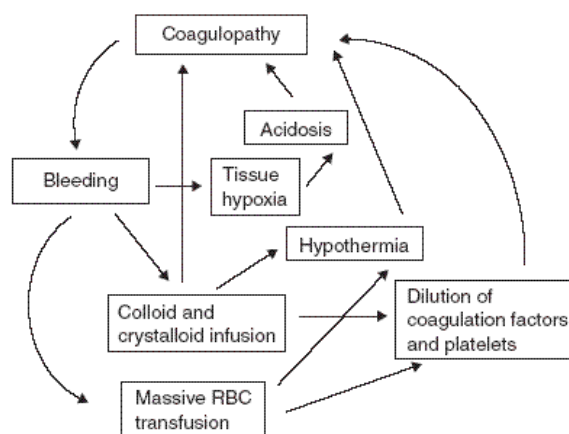 Coagulopathy
Acidosis
Bleeding
Tissue
hypoxia
Hypothermia
Colloid and
crystalloid infusion
Dilution of
coagulation factors
and platelets
Massive RBC
transfusion